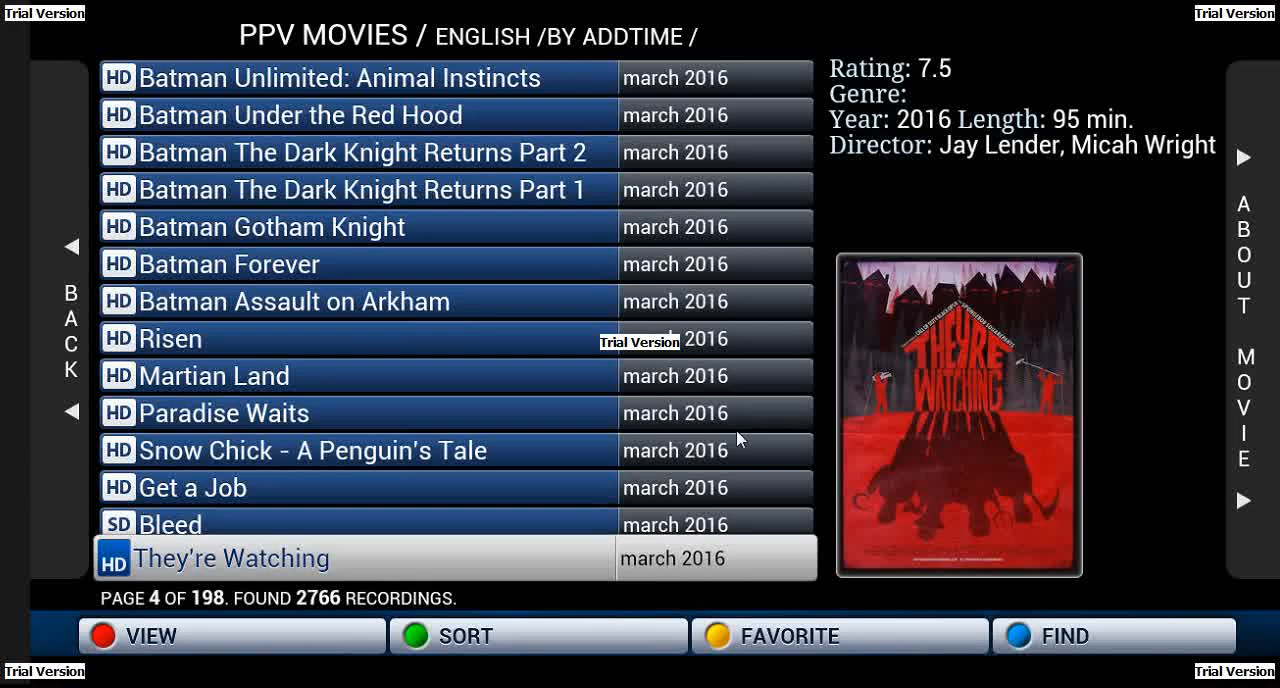 Trial Version
Trial Version
PPV MOVIES / ENGLISH /BY ADDTIME /
HD Batman Unlimited: Animal Instincts march 2016
HD Batman Under the Red Hood march 2016
HD Batman The Dark Knight Returns Part 2 march 2016
HD Batman The Dark Knight Returns Part 1 march 2016
HD Batman Gotham Knight march 2016
HD Batman Forever march 2016
HD Batman Assault on Arkham march 2016
HD Risen Trial Version 2016
HD Martian Land march 2016
HD Paradise Waits march 2016
HD Snow Chick - A Penguin's Tale march 2016
HD Get a Job march 2016
SD Bleed march 2016
HD They're Watching march 2016
PAGE 4 OF 198. FOUND 2766 RECORDINGS.
Rating: 7.5
Genre:
Year: 2016 Length: 95 min.
Director: Jay Lender, Micah Wright
THEY'RE
WATCHING
BACK
ABOUT MOVIE
VIEW
SORT
FAVORITE
FIND
Trial Version
Trial Version